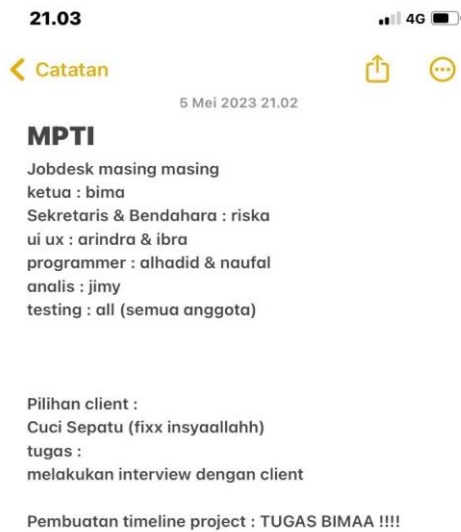 21.03
4G
Catatan
5 Mei 2023 21.02
MPTI
Jobdesk masing masing
ketua : bima
Sekretaris & Bendahara : riska
ui ux : arindra & ibra
programmer : alhadid & naufal
analis : jimy
testing : all (semua anggota)
Pilihan client :
Cuci Sepatu (fixx insyaallahh)
tugas :
melakukan interview dengan client
Pembuatan timeline project : TUGAS BIMAA !!!!